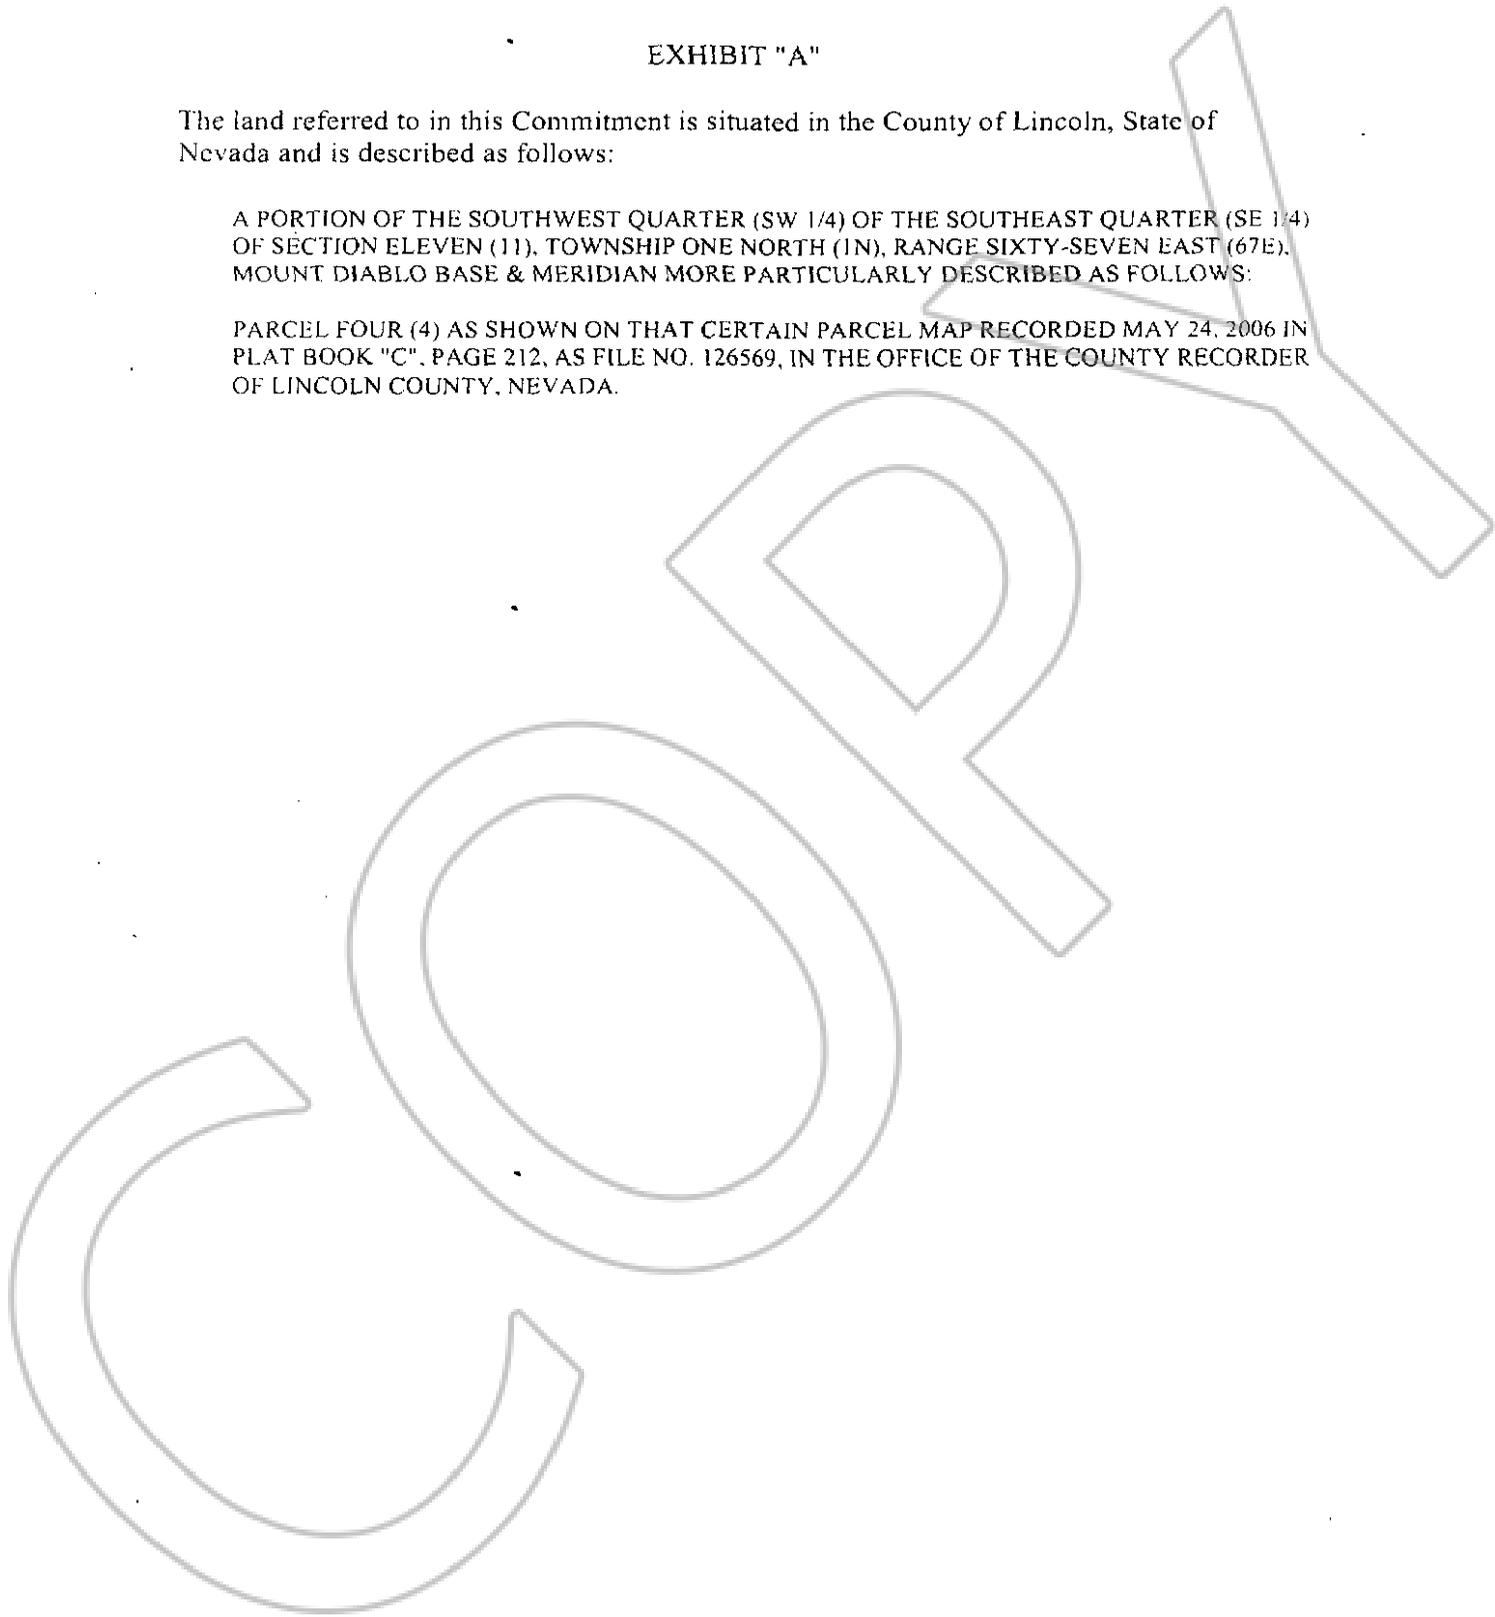 EXHIBIT "A"
The land referred to in this Commitment is situated in the County of Lincoln, State of
Nevada and is described as follows:
A PORTION OF THE SOUTHWEST QUARTER (SW 1/4) OF THE SOUTHEAST QUARTER (SE 1/4)
OF SECTION ELEVEN (11), TOWNSHIP ONE NORTH (1N), RANGE SIXTY-SEVEN EAST (67E),
MOUNT DIABLO BASE & MERIDIAN MORE PARTICULARLY DESCRIBED AS FOLLOWS:
PARCEL FOUR (4) AS SHOWN ON THAT CERTAIN PARCEL MAP RECORDED MAY 24, 2006 IN
PLAT BOOK "C", PAGE 212, AS FILE NO. 126569, IN THE OFFICE OF THE COUNTY RECORDER
OF LINCOLN COUNTY, NEVADA.
COPY